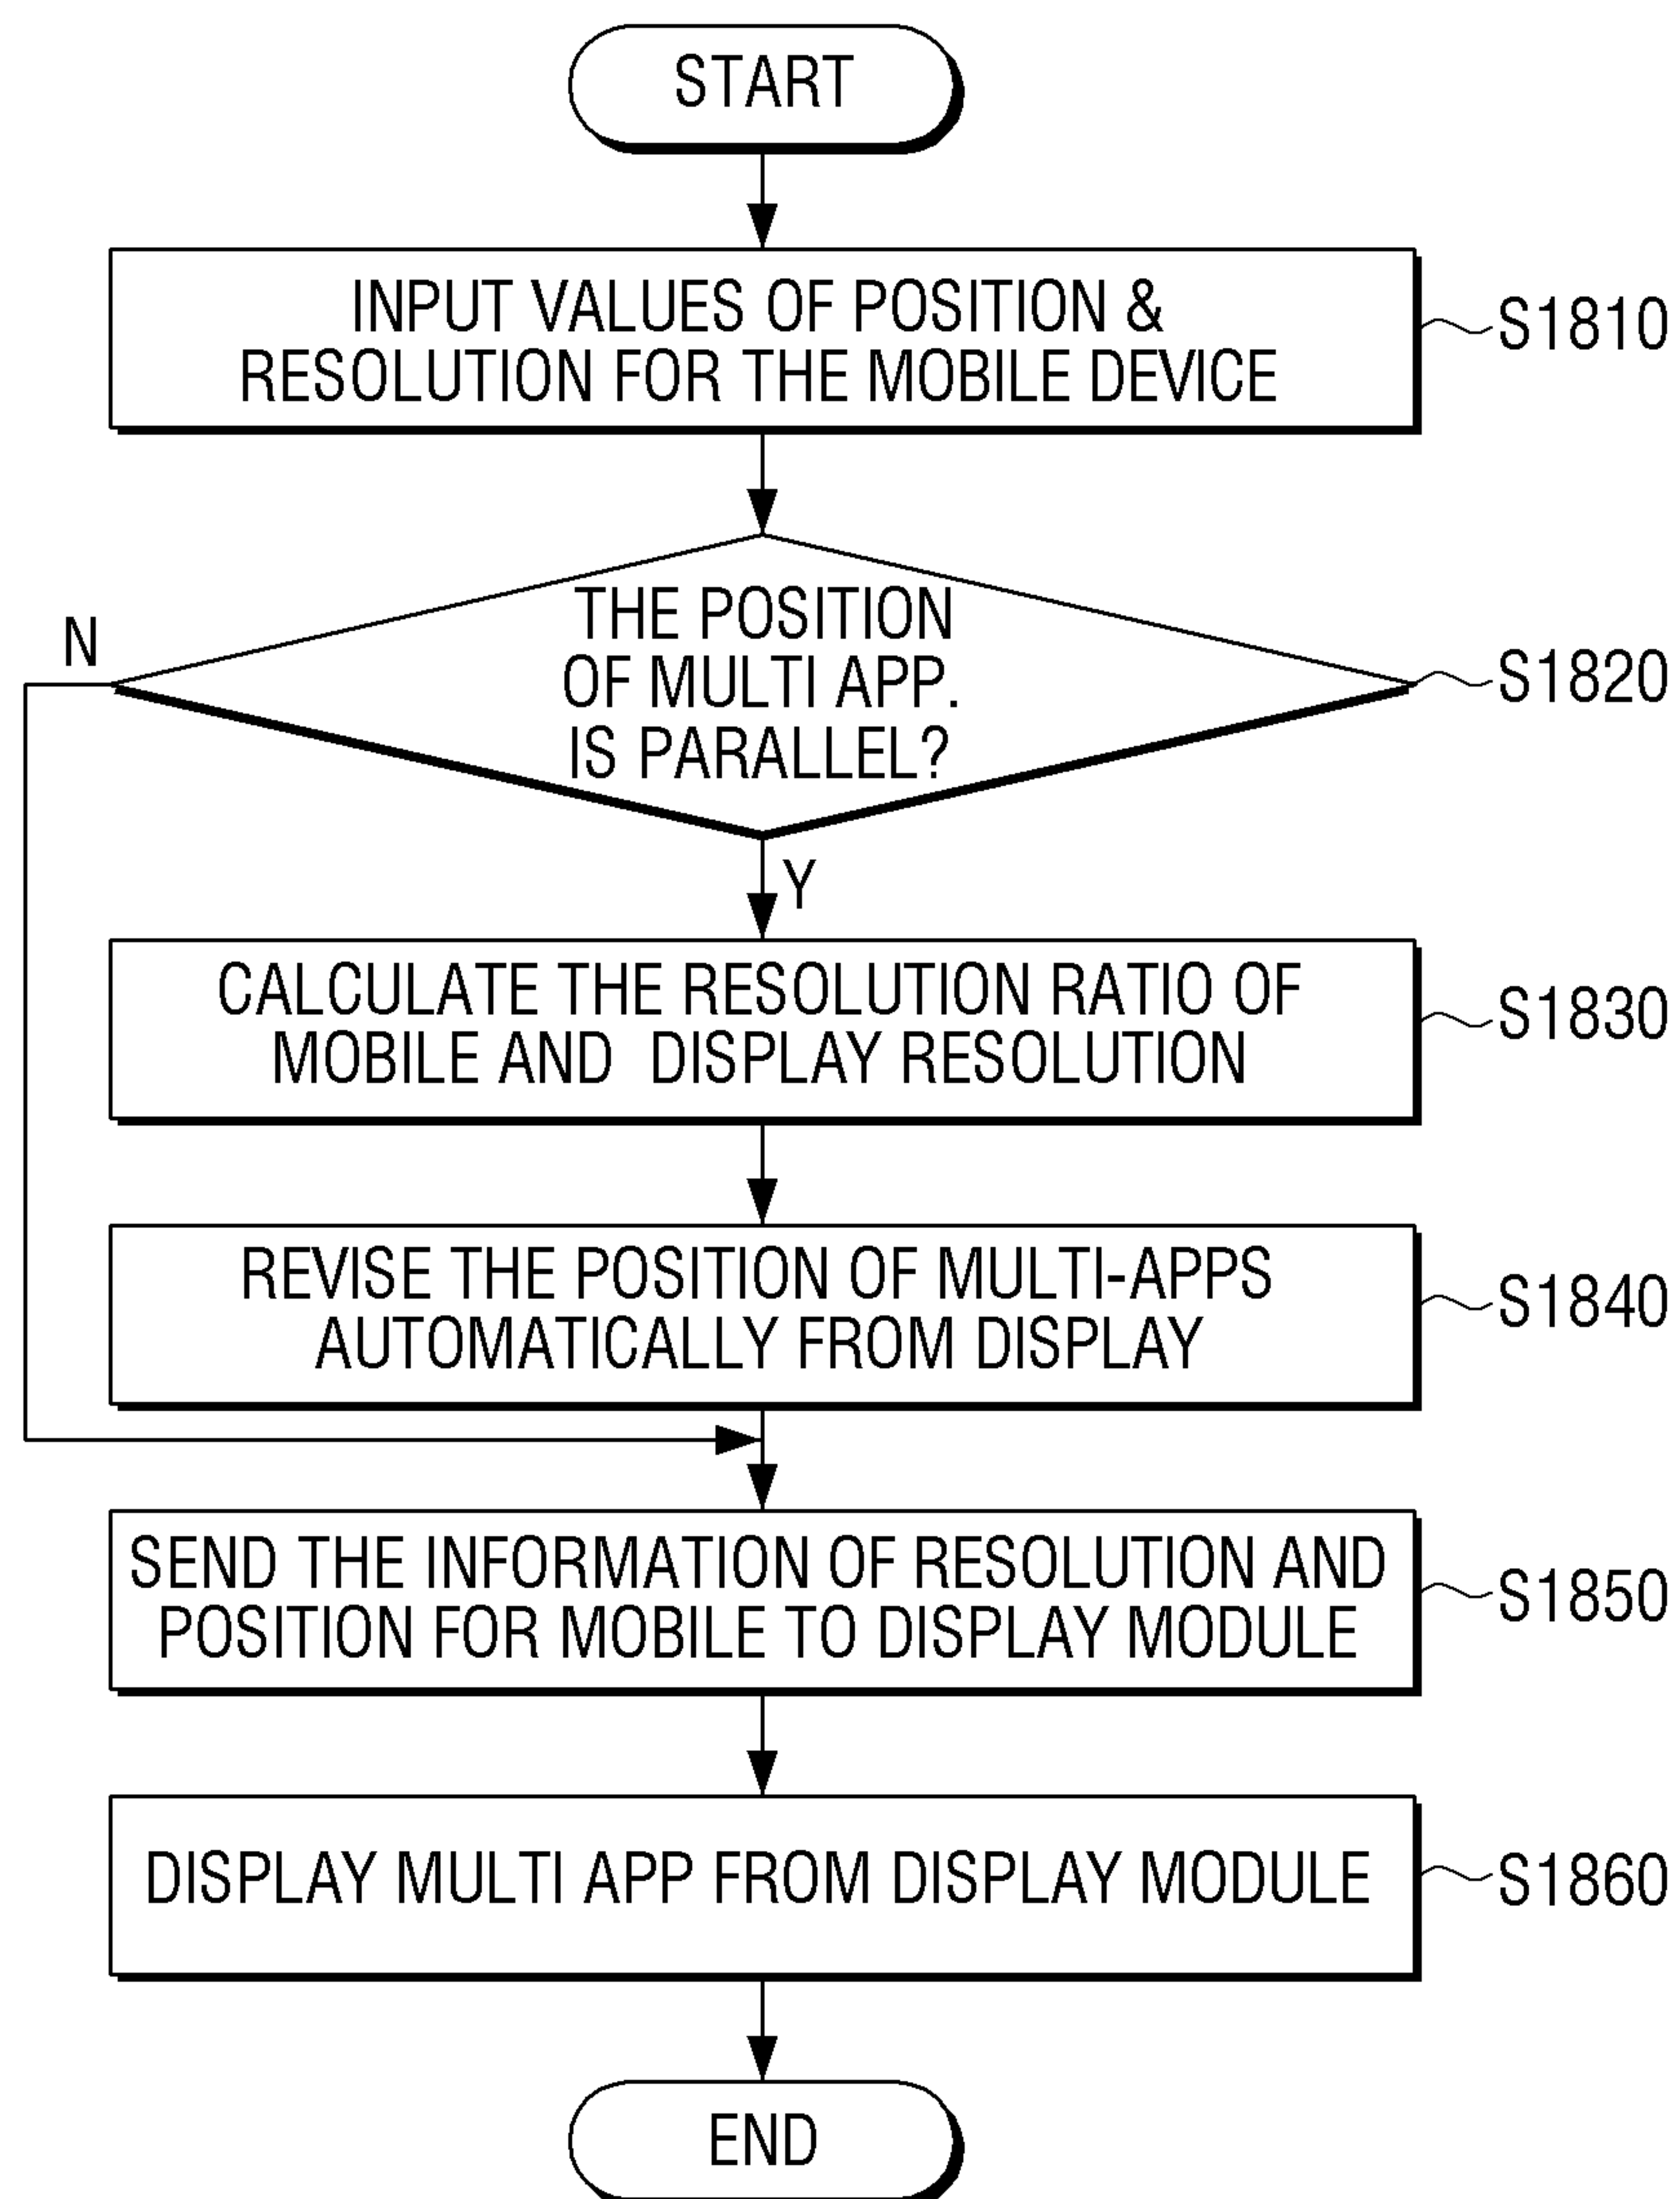 START
INPUT VALUES OF POSITION &
RESOLUTION FOR THE MOBILE DEVICE
S1810
N
THE POSITION
OF MULTI APP.
IS PARALLEL?
S1820
Y
CALCULATE THE RESOLUTION RATIO OF
MOBILE AND DISPLAY RESOLUTION
S1830
REVISE THE POSITION OF MULTI-APPS
AUTOMATICALLY FROM DISPLAY
S1840
SEND THE INFORMATION OF RESOLUTION AND
POSITION FOR MOBILE TO DISPLAY MODULE
S1850
DISPLAY MULTI APP FROM DISPLAY MODULE
S1860
END